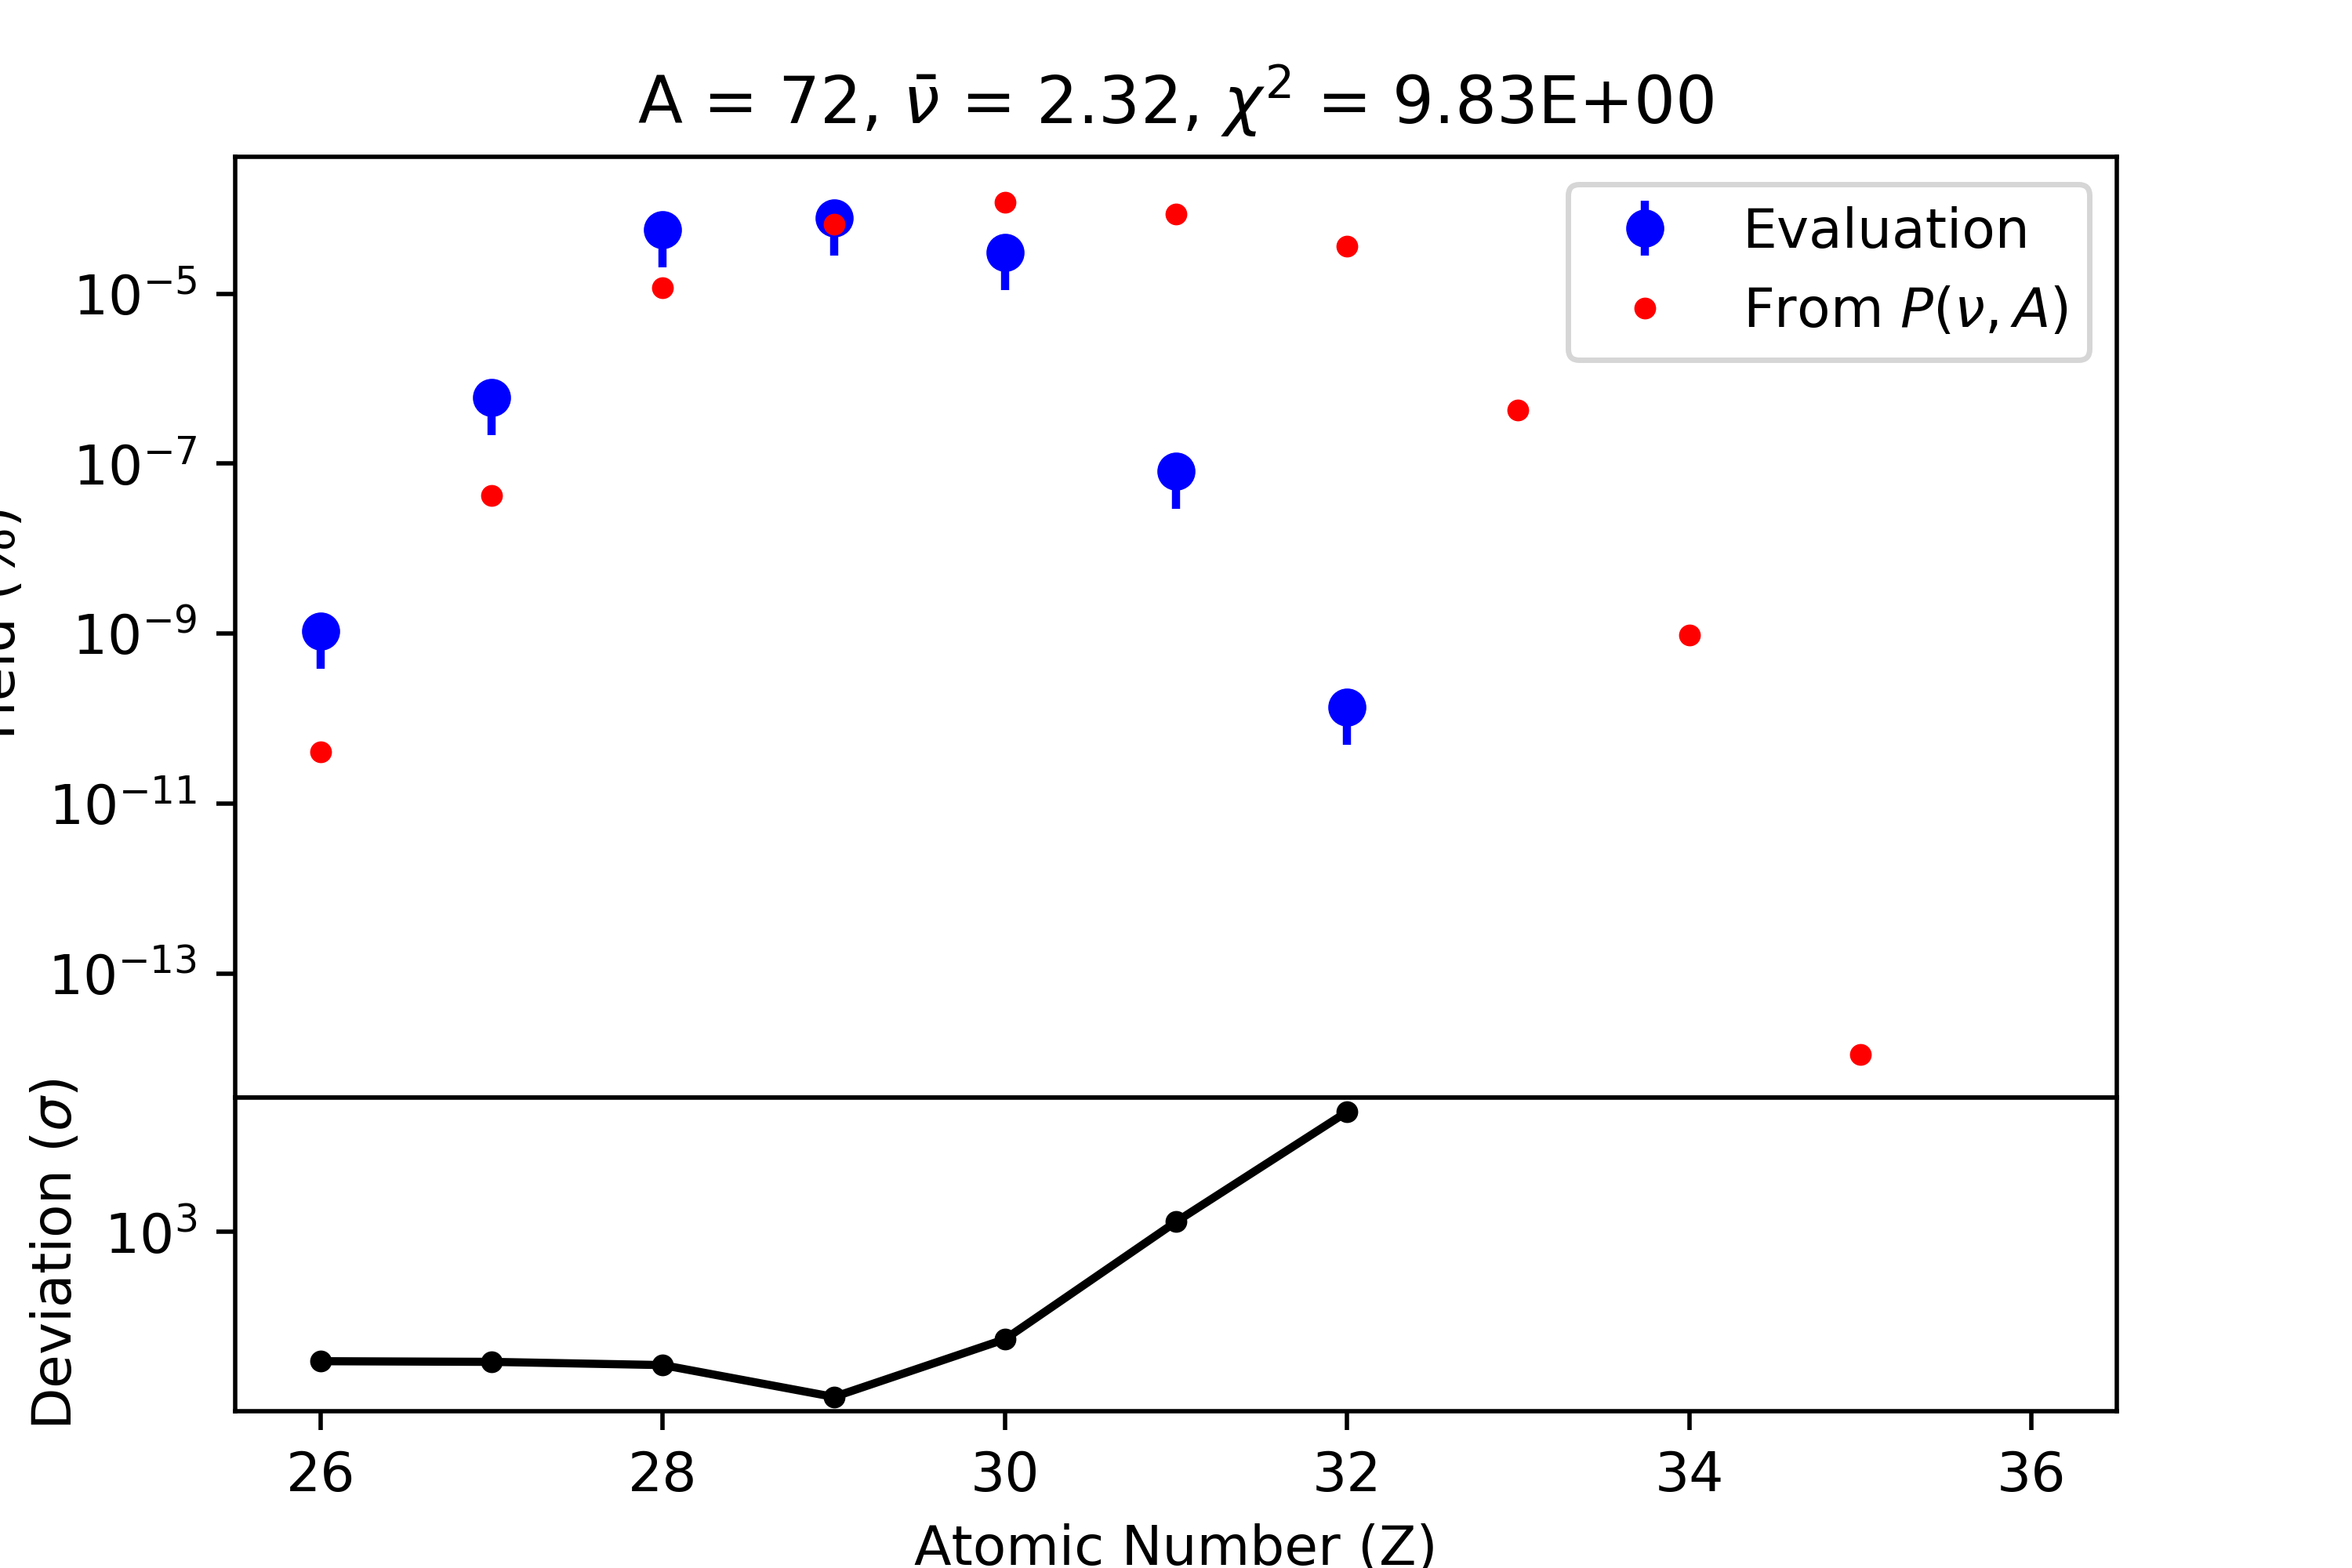 A = 72, ν̄ = 2.32, χ² = 9.83E+00
Evaluation
From P(ν, A)
10⁻⁵
10⁻⁷
10⁻⁹
10⁻¹¹
10⁻¹³
(%)
Deviation (σ)
10³
26 28 30 32 34 36
Atomic Number (Z)